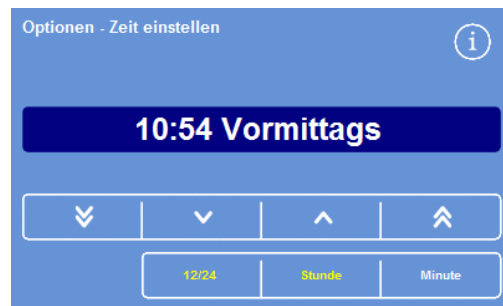 Optionen - Zeit einstellen
i
10:54 Vormittags
12/24 Stunde Minute